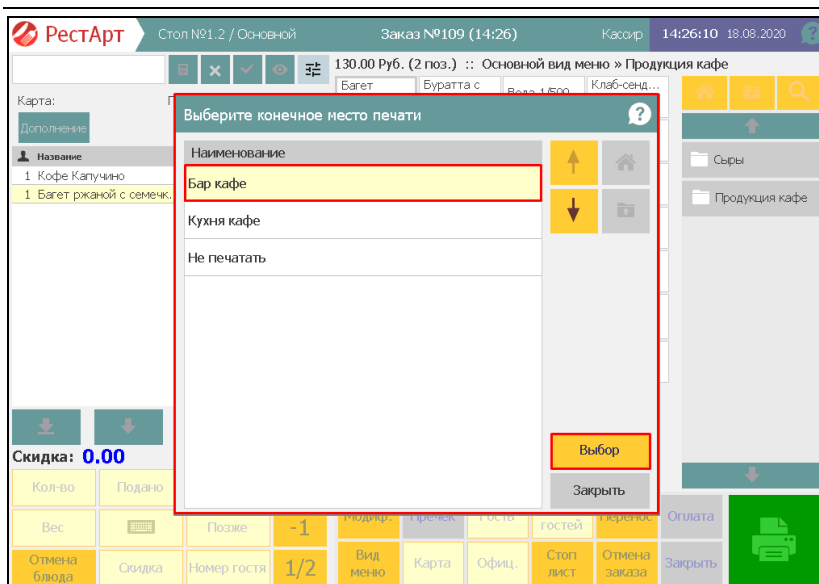 РестАрт
Стол №1.2 / Основной
Заказ №109 (14:26)
Кассир
14:26:10 18.08.2020
?
130.00 Руб. (2 поз.) :: Основной вид меню » Продукция кафе
Карта:
Дополнение
Название
1 Кофе Капучино
1 Багет ржаной с семечк.
Багет
Буратта с
Вода 1/500
Клаб-сенд...
Выберите конечное место печати
?
Наименование
Бар кафе
Кухня кафе
Не печатать
Выбор
Закрыть
Сыры
Продукция кафе
Скидка: 0.00
Кол-во
Подано
Вес
Позже
-1
Модиф.
Пречек
Гость
гостей
Перенос
Оплата
Отмена блюда
Скидка
Номер гостя
1/2
Вид меню
Карта
Офиц.
Стоп лист
Отмена заказа
Закрыть